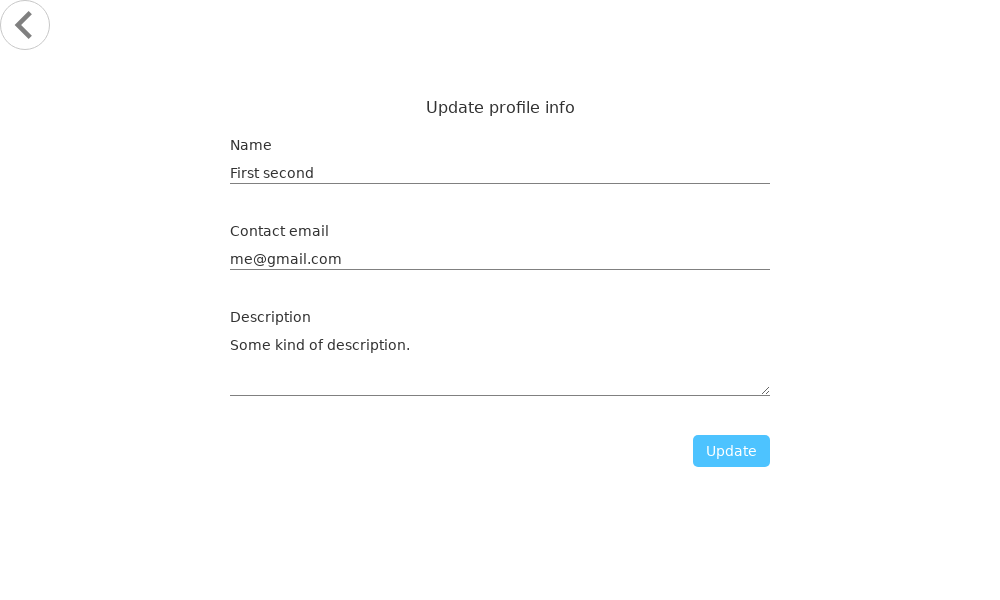 Update profile info
Name
First second
Contact email
me@gmail.com
Description
Some kind of description.
Update